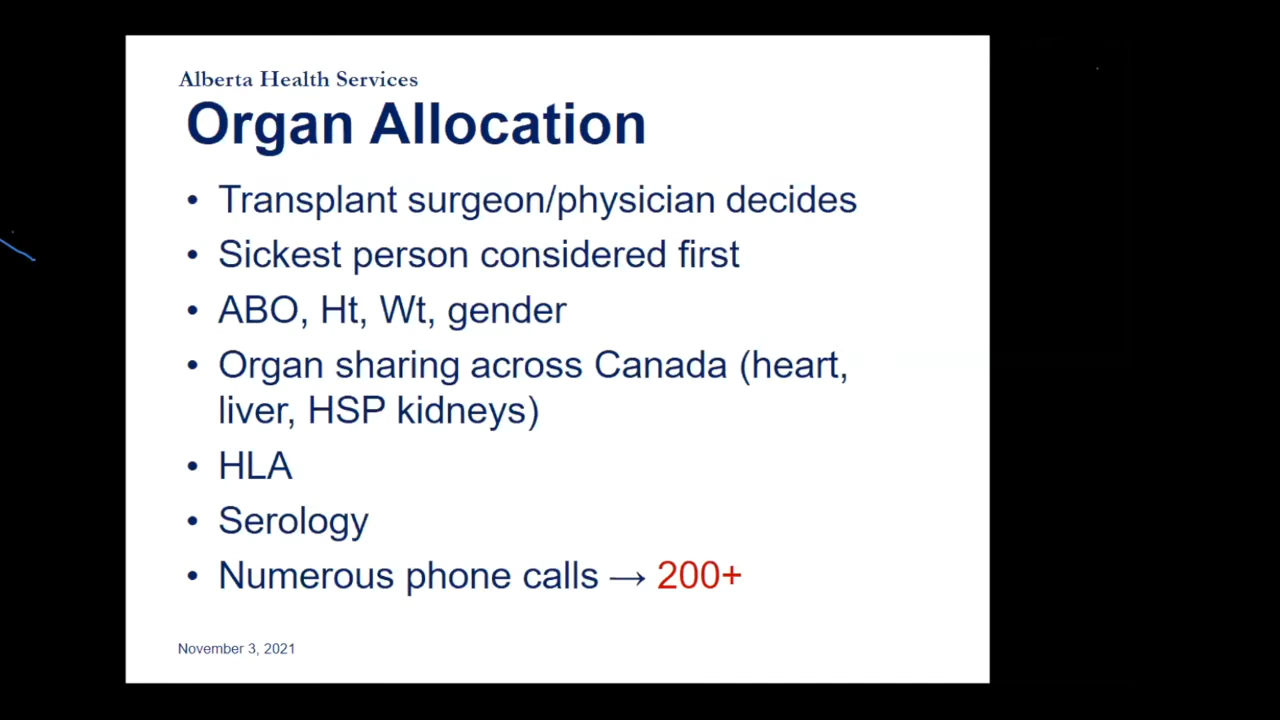 Alberta Health Services
Organ Allocation
• Transplant surgeon/physician decides
• Sickest person considered first
• ABO, Ht, Wt, gender
• Organ sharing across Canada (heart,
liver, HSP kidneys)
• HLA
• Serology
• Numerous phone calls → 200+
November 3, 2021